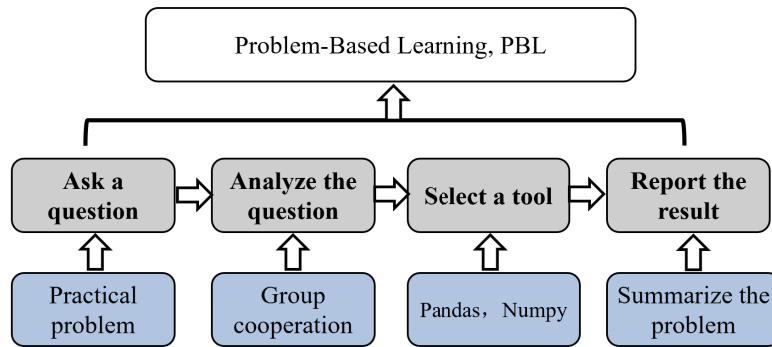 Problem-Based Learning, PBL
Ask a
question
Analyze the
question
Select a tool
Report the
result
Practical
problem
Group
cooperation
Pandas，Numpy
Summarize the
problem